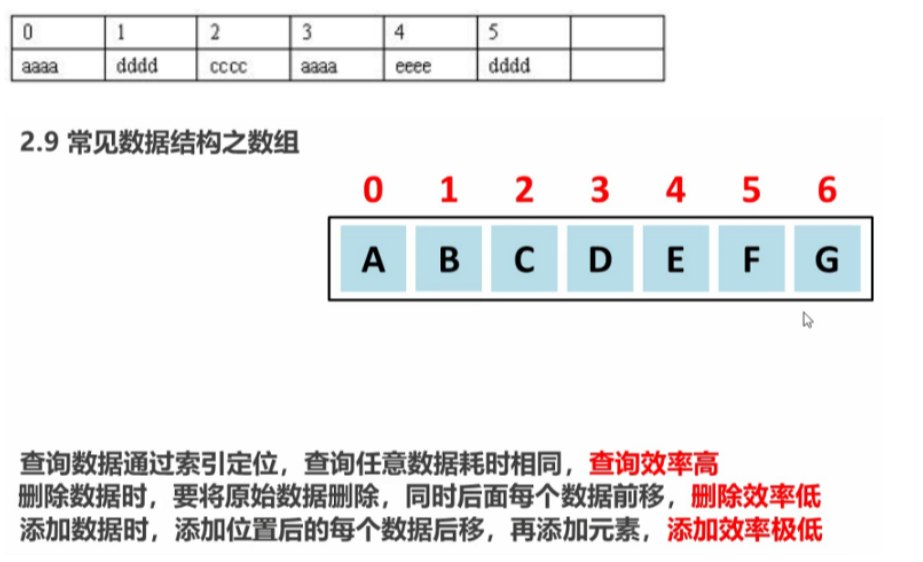 0 1 2 3 4 5
aaaa dddd cccc aaaa eeee dddd
2.9 常见数据结构之数组
0 1 2 3 4 5 6
A B C D E F G
查询数据通过索引定位，查询任意数据耗时相同，查询效率高
删除数据时，要将原始数据删除，同时后面每个数据前移，删除效率低
添加数据时，添加位置后的每个数据后移，再添加元素，添加效率极低